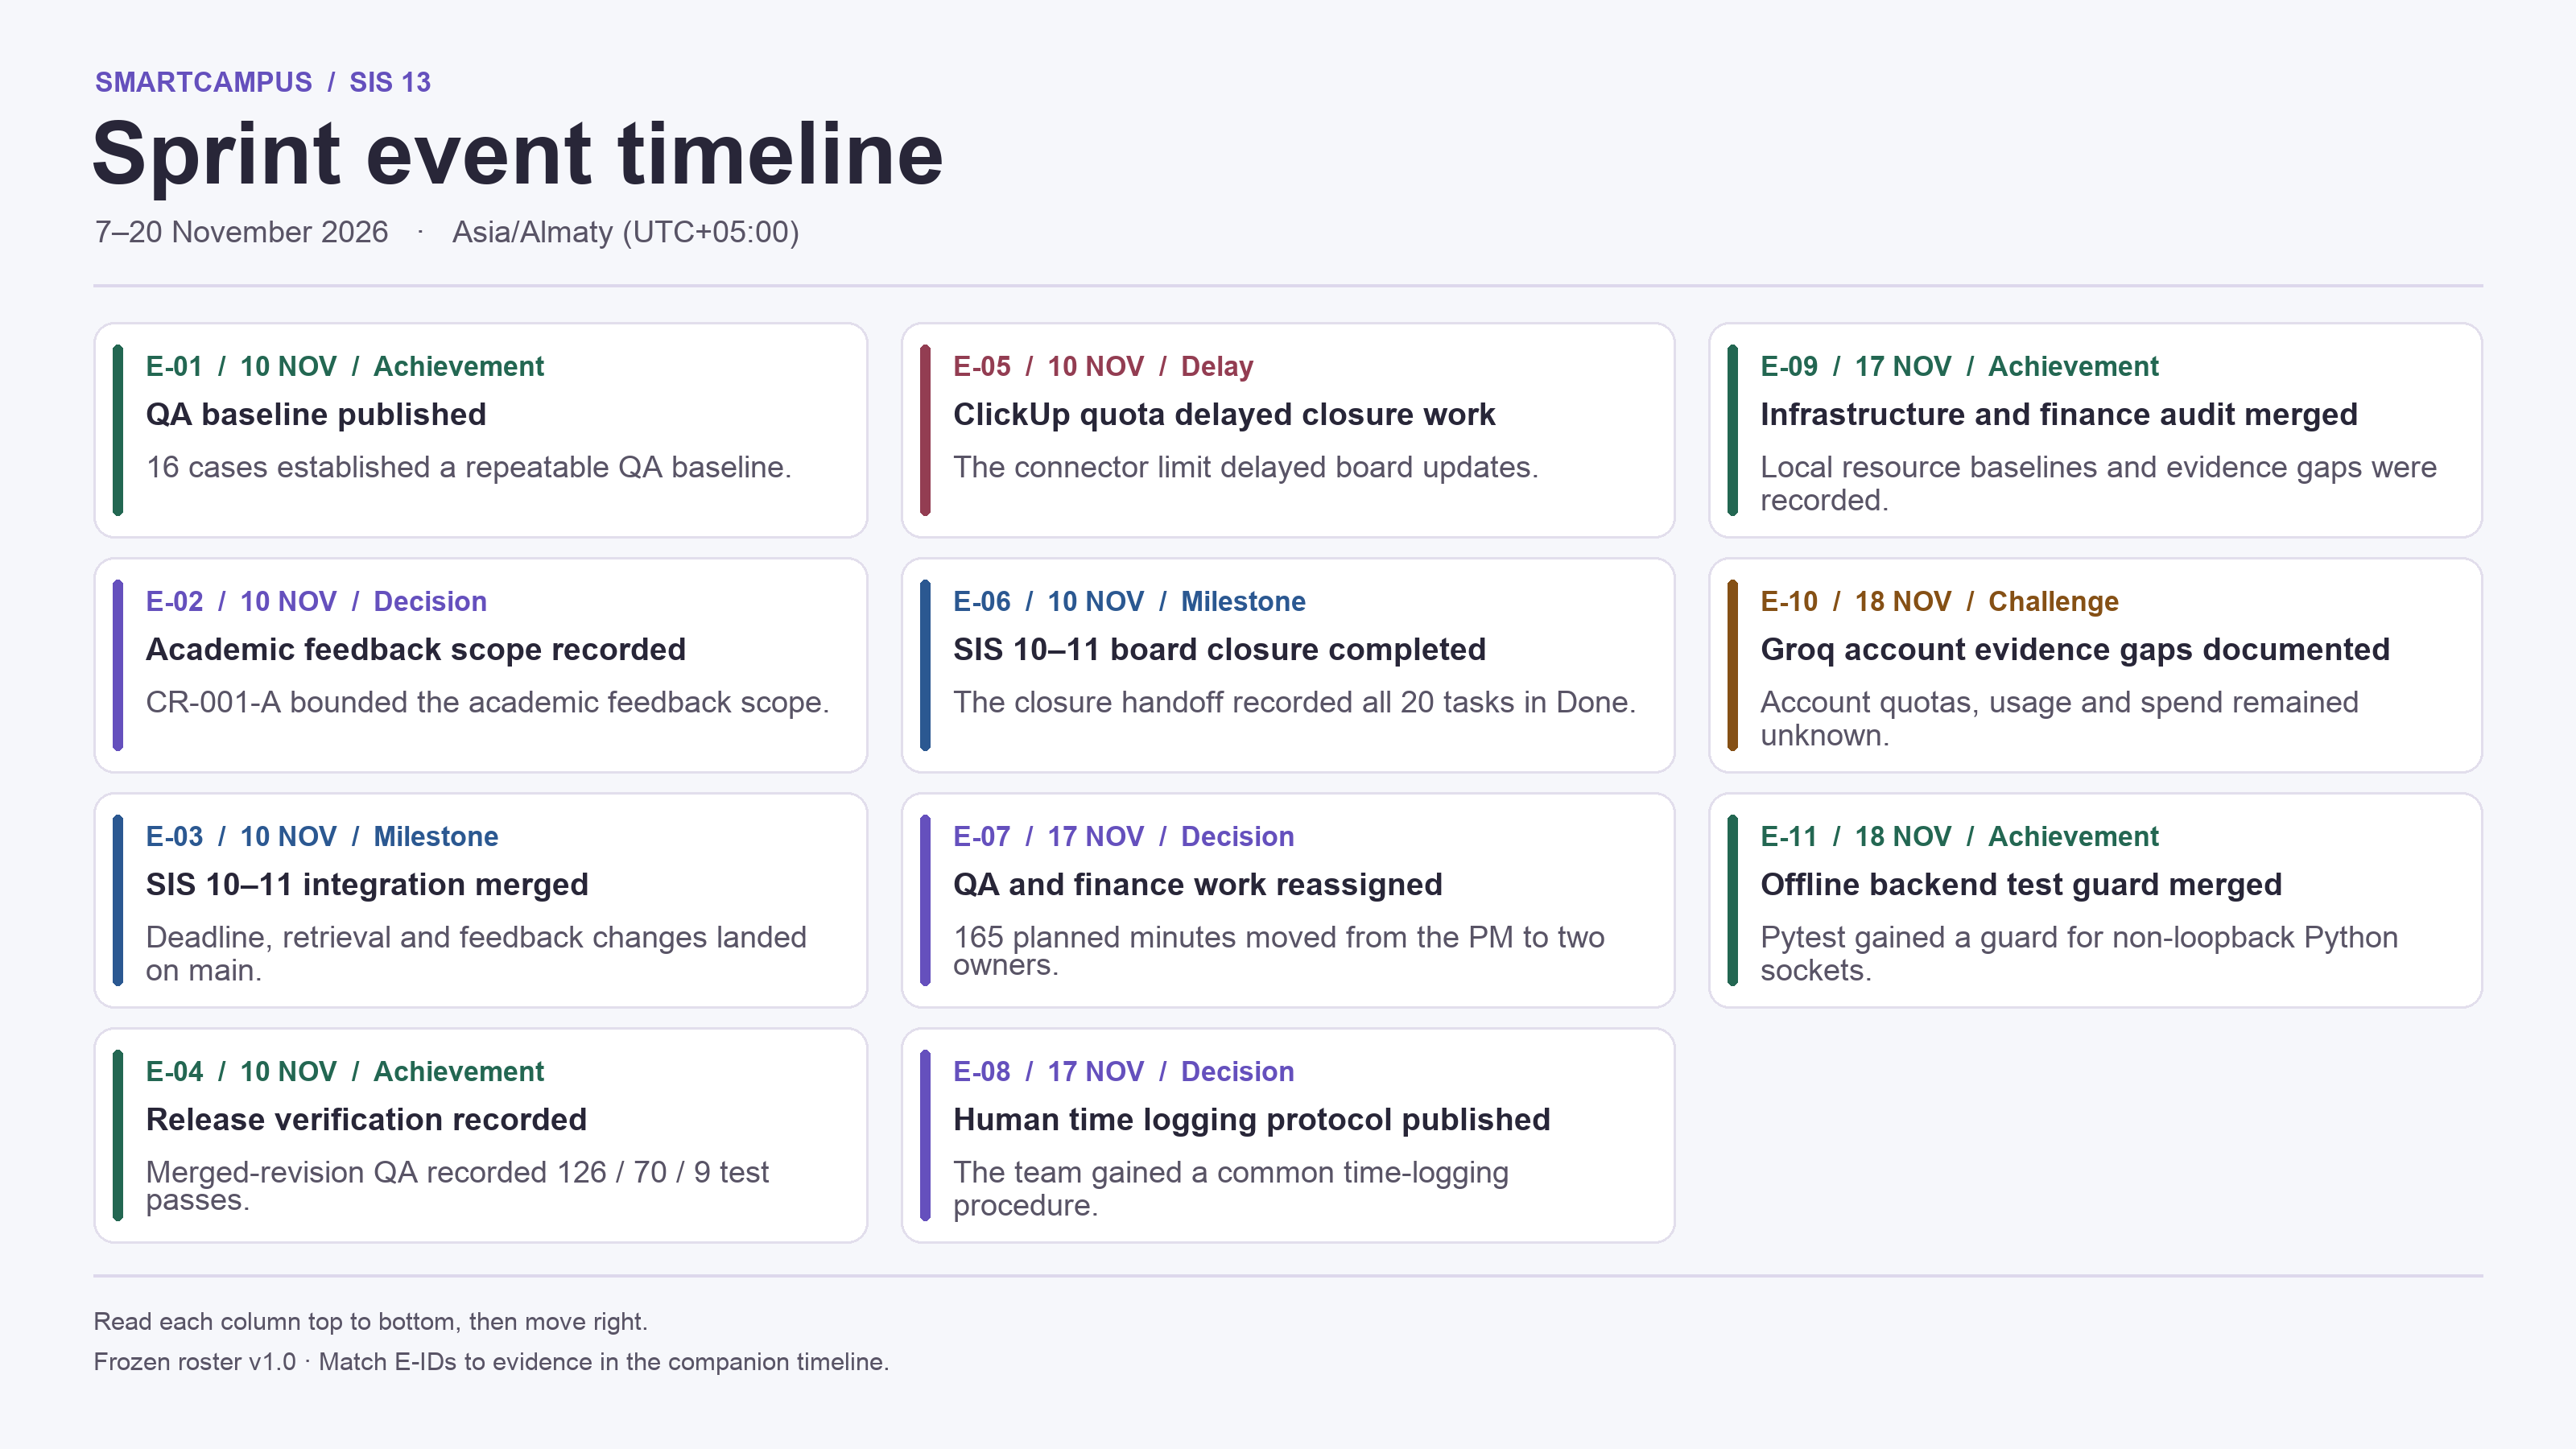 SMARTCAMPUS / SIS 13
Sprint event timeline
7–20 November 2026 · Asia/Almaty (UTC+05:00)
E-01 / 10 NOV / Achievement
QA baseline published
16 cases established a repeatable QA baseline.
E-02 / 10 NOV / Decision
Academic feedback scope recorded
CR-001-A bounded the academic feedback scope.
E-03 / 10 NOV / Milestone
SIS 10–11 integration merged
Deadline, retrieval and feedback changes landed
on main.
E-04 / 10 NOV / Achievement
Release verification recorded
Merged-revision QA recorded 126 / 70 / 9 test
passes.
E-05 / 10 NOV / Delay
ClickUp quota delayed closure work
The connector limit delayed board updates.
E-06 / 10 NOV / Milestone
SIS 10–11 board closure completed
The closure handoff recorded all 20 tasks in Done.
E-07 / 17 NOV / Decision
QA and finance work reassigned
165 planned minutes moved from the PM to two
owners.
E-08 / 17 NOV / Decision
Human time logging protocol published
The team gained a common time-logging
procedure.
E-09 / 17 NOV / Achievement
Infrastructure and finance audit merged
Local resource baselines and evidence gaps were
recorded.
E-10 / 18 NOV / Challenge
Groq account evidence gaps documented
Account quotas, usage and spend remained
unknown.
E-11 / 18 NOV / Achievement
Offline backend test guard merged
Pytest gained a guard for non-loopback Python
sockets.
Read each column top to bottom, then move right.
Frozen roster v1.0 · Match E-IDs to evidence in the companion timeline.